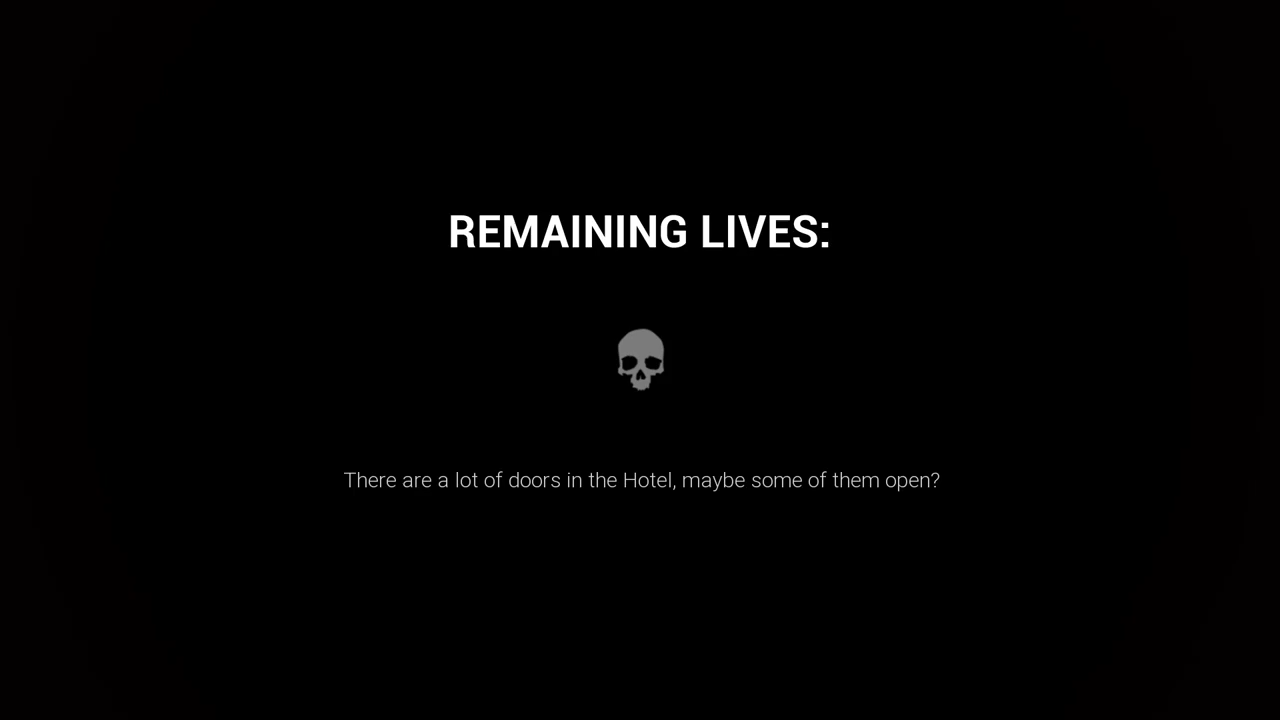 REMAINING LIVES:
There are a lot of doors in the Hotel, maybe some of them open?